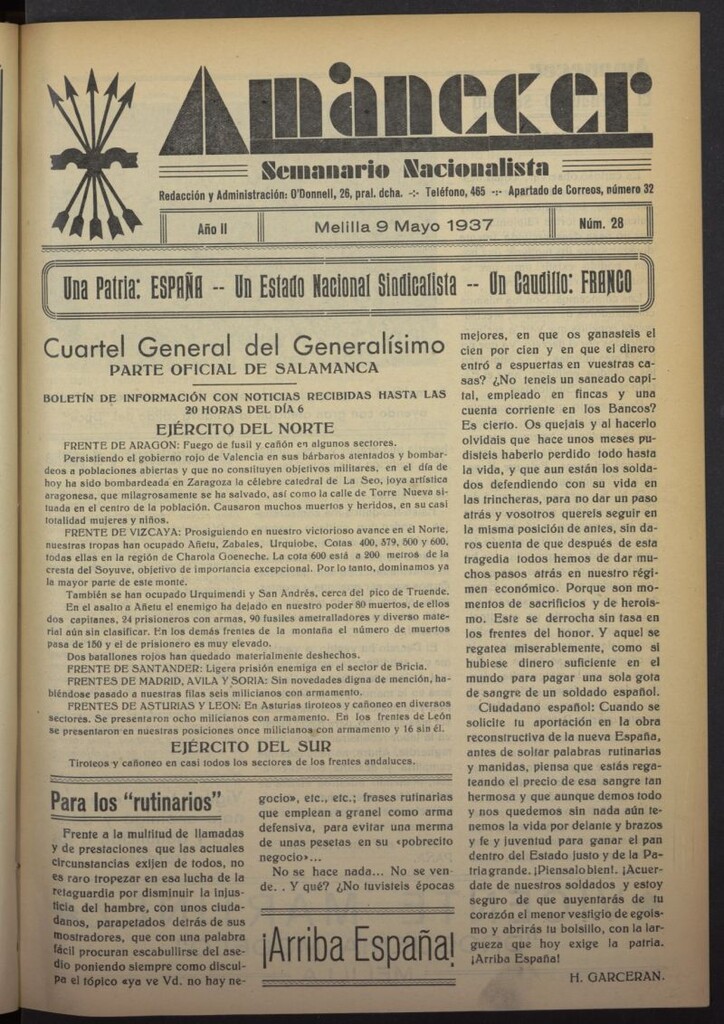 Amànecer
Semanario Nacionalista
Redacción y Administración: O'Donnell, 26, pral. dcha. -:- Teléfono, 465 -:- Apartado de Correos, número 32
Año II
Melilla 9 Mayo 1937
Núm. 28
Una Patria: ESPAÑA -- Un Estado Nacional Sindicalista -- Un Caudillo: FRANCO
Cuartel General del Generalísimo
PARTE OFICIAL DE SALAMANCA
BOLETÍN DE INFORMACIÓN CON NOTICIAS RECIBIDAS HASTA LAS
20 HORAS DEL DÍA 6
EJÉRCITO DEL NORTE
FRENTE DE ARAGON: Fuego de fusil y cañón en algunos sectores.
Persistiendo el gobierno rojo de Valencia en sus bárbaros atentados y bombar-
deos a poblaciones abiertas y que no constituyen objetivos militares, en el día de
hoy ha sido bombardeada en Zaragoza la célebre catedral de La Seo, joya artística
aragonesa, que milagrosamente se ha salvado, así como la calle de Torre Nueva si-
tuada en el centro de la población. Causaron muchos muertos y heridos, en su casi
totalidad mujeres y niños.
FRENTE DE VIZCAYA: Prosiguiendo en nuestro victorioso avance en el Norte,
nuestras tropas han ocupado Añetu, Zabales, Urquiobe, Cotas 400, 579, 500 y 600,
todas ellas en la región de Charola Goeneche. La cota 600 está a 200 metros de la
cresta del Soyuve, objetivo de importancia excepcional. Por lo tanto, dominamos ya
la mayor parte de este monte.
También se han ocupado Urquimendi y San Andrés, cerca del pico de Truende.
En el asalto a Añetu el enemigo ha dejado en nuestro poder 80 muertos, de ellos
dos capitanes, 24 prisioneros con armas, 90 fusiles ametralladores y diverso mate-
rial aún sin clasificar. En los demás frentes de la montaña el número de muertos
pasa de 150 y el de prisionero es muy elevado.
Dos batallones rojos han quedado materialmente deshechos.
FRENTE DE SANTANDER: Ligera prisión enemiga en el sector de Bricia.
FRENTES DE MADRID, AVILA Y SORIA: Sin novedades digna de mención, ha-
biéndose pasado a nuestras filas seis milicianos con armamento.
FRENTES DE ASTURIAS Y LEON: En Asturias tiroteos y cañoneo en diversos
sectores. Se presentaron ocho milicianos con armamento. En los frentes de León
se presentaron en nuestras posiciones once milicianos con armamento y 16 sin él.
EJÉRCITO DEL SUR
Tiroteos y cañoneo en casi todos los sectores de los frentes andaluces.
Para los "rutinarios"
Frente a la multitud de llamadas
y de prestaciones que las actuales
circunstancias exijen de todos, no
es raro tropezar en esa lucha de la
retaguardia por disminuir la injus-
ticia del hambre, con unos ciuda-
danos, parapetados detrás de sus
mostradores, que con una palabra
fácil procuran escabullirse del ase-
dio poniendo siempre como discul-
pa el tópico «ya ve Vd. no hay ne-
gocio», etc., etc.; frases rutinarias
que emplean a granel como arma
defensiva, para evitar una merma
de unas pesetas en su «pobrecito
negocio»...
No se hace nada... No se ven-
de. . Y qué? ¿No tuvisteis épocas
¡Arriba España!
mejores, en que os ganasteis el
cien por cien y en que el dinero
entró a espuertas en vuestras ca-
sas? ¿No teneis un saneado capi-
tal, empleado en fincas y una
cuenta corriente en los Bancos?
Es cierto. Os quejais y al hacerlo
olvidais que hace unos meses pu-
disteis haberlo perdido todo hasta
la vida, y que aun están los solda-
dos defendiendo con su vida en
las trincheras, para no dar un paso
atrás y vosotros quereis seguir en
la misma posición de antes, sin da-
ros cuenta de que después de esta
tragedia todos hemos de dar mu-
chos pasos atrás en nuestro régi-
men económico. Porque son mo-
mentos de sacrificios y de herois-
mo. Este se derrocha sin tasa en
los frentes del honor. Y aquel se
regatea miserablemente, como si
hubiese dinero suficiente en el
mundo para pagar una sola gota
de sangre de un soldado español.
Ciudadano español: Cuando se
solicite tu aportación en la obra
reconstructiva de la nueva España,
antes de soltar palabras rutinarias
y manidas, piensa que estás rega-
teando el precio de esa sangre tan
hermosa y que aunque demos todo
y nos quedemos sin nada aún te-
nemos la vida por delante y brazos
y fe y juventud para ganar el pan
dentro del Estado justo y de la Pa-
tria grande. ¡Piensalo bien!. ¡Acuer-
date de nuestros soldados y estoy
seguro de que auyentarás de tu
corazón el menor vestigio de egois-
mo y abrirás tu bolsillo, con la lar-
gueza que hoy exige la patria.
¡Arriba España!
H. GARCERAN.